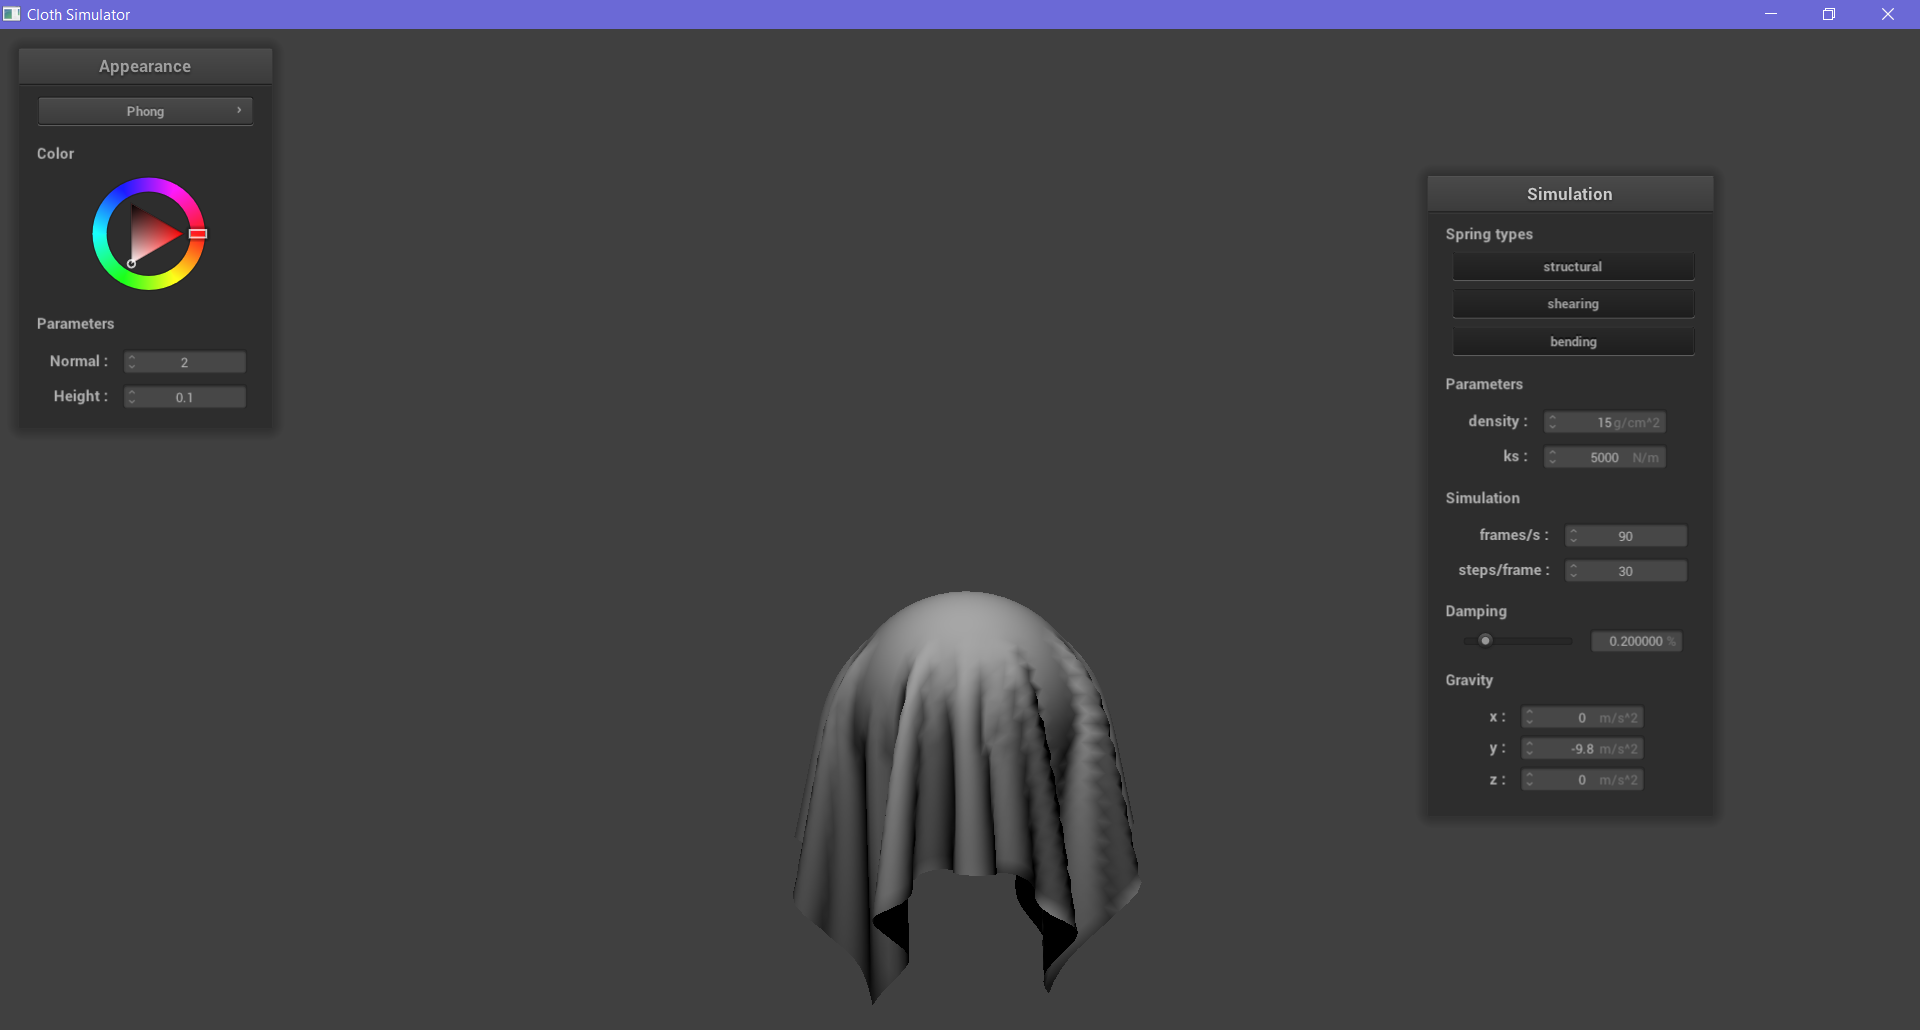 Cloth Simulator
Appearance
Phong
Color
Parameters
Normal : 2
Height : 0.1
Simulation
Spring types
structural
shearing
bending
Parameters
density : 15 g/cm^2
ks : 5000 N/m
Simulation
frames/s : 90
steps/frame : 30
Damping
0.200000 %
Gravity
x : 0 m/s^2
y : -9.8 m/s^2
z : 0 m/s^2